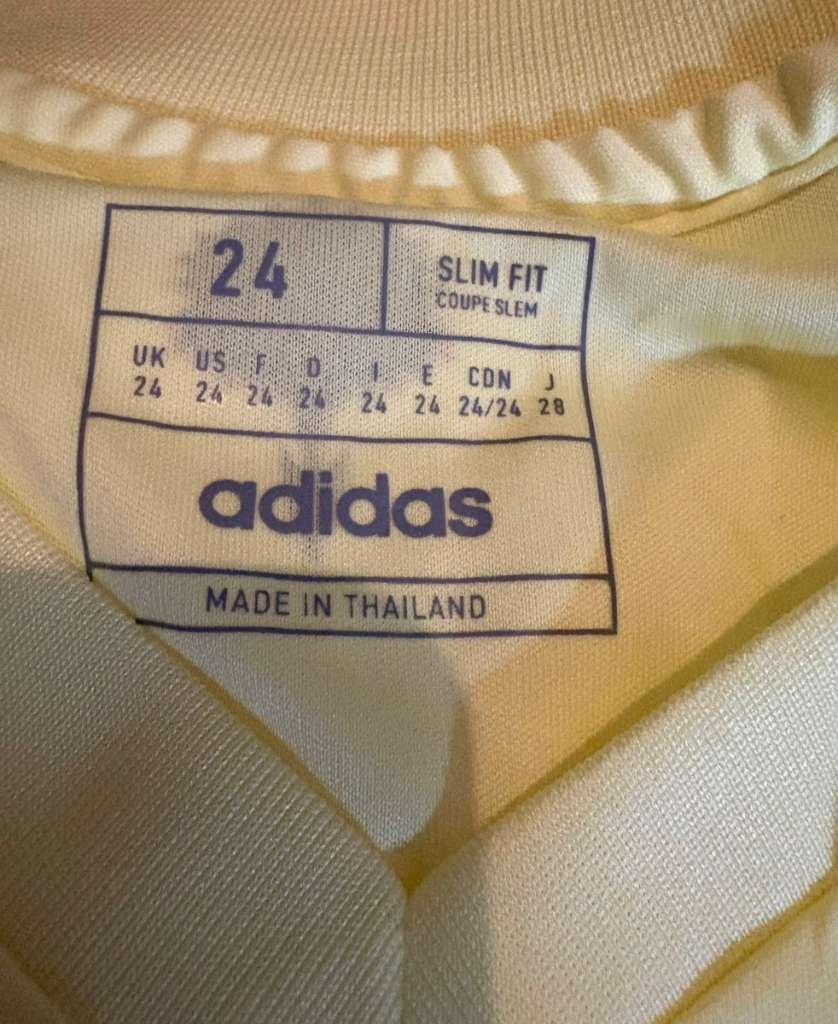 24
SLIM FIT
COUPE SLEM
UK US F D I E CDN J
24 24 24 24 24 24 24/24 28
adidas
MADE IN THAILAND